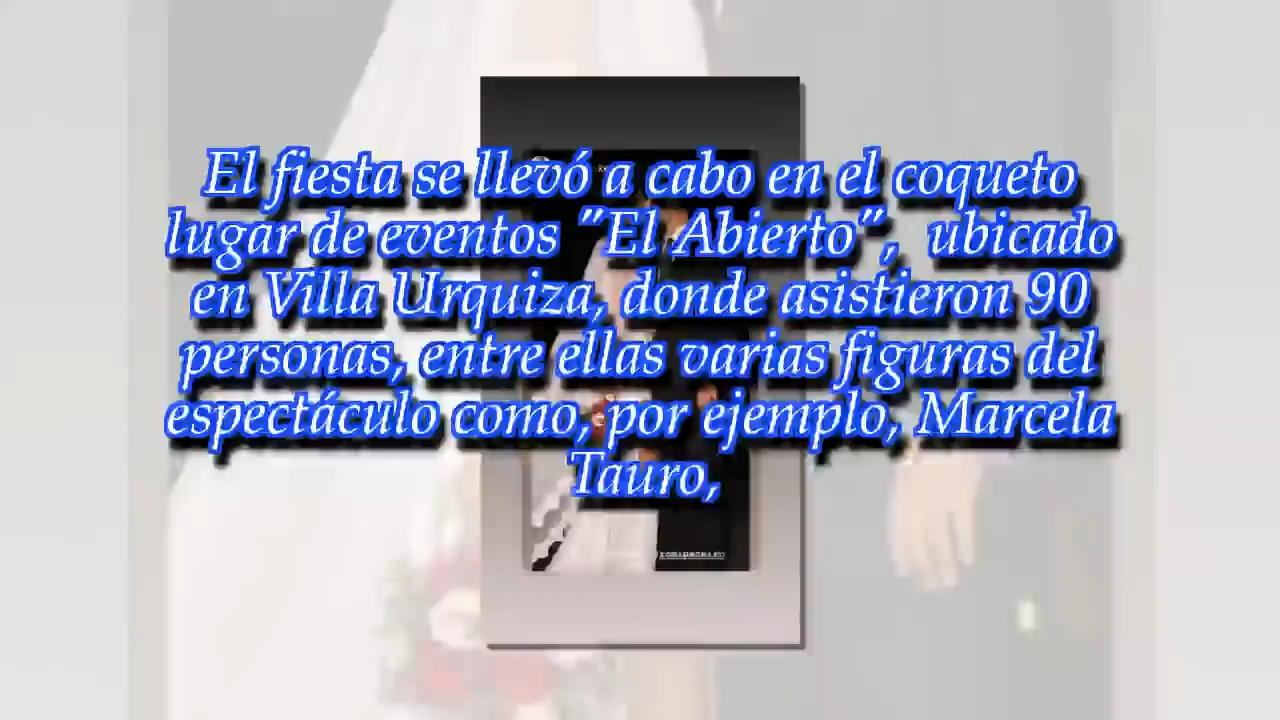 El fiesta se llevó a cabo en el coqueto
lugar de eventos "El Abierto", ubicado
en Villa Urquiza, donde asistieron 90
personas, entre ellas varias figuras del
espectáculo como, por ejemplo, Marcela
Tauro,